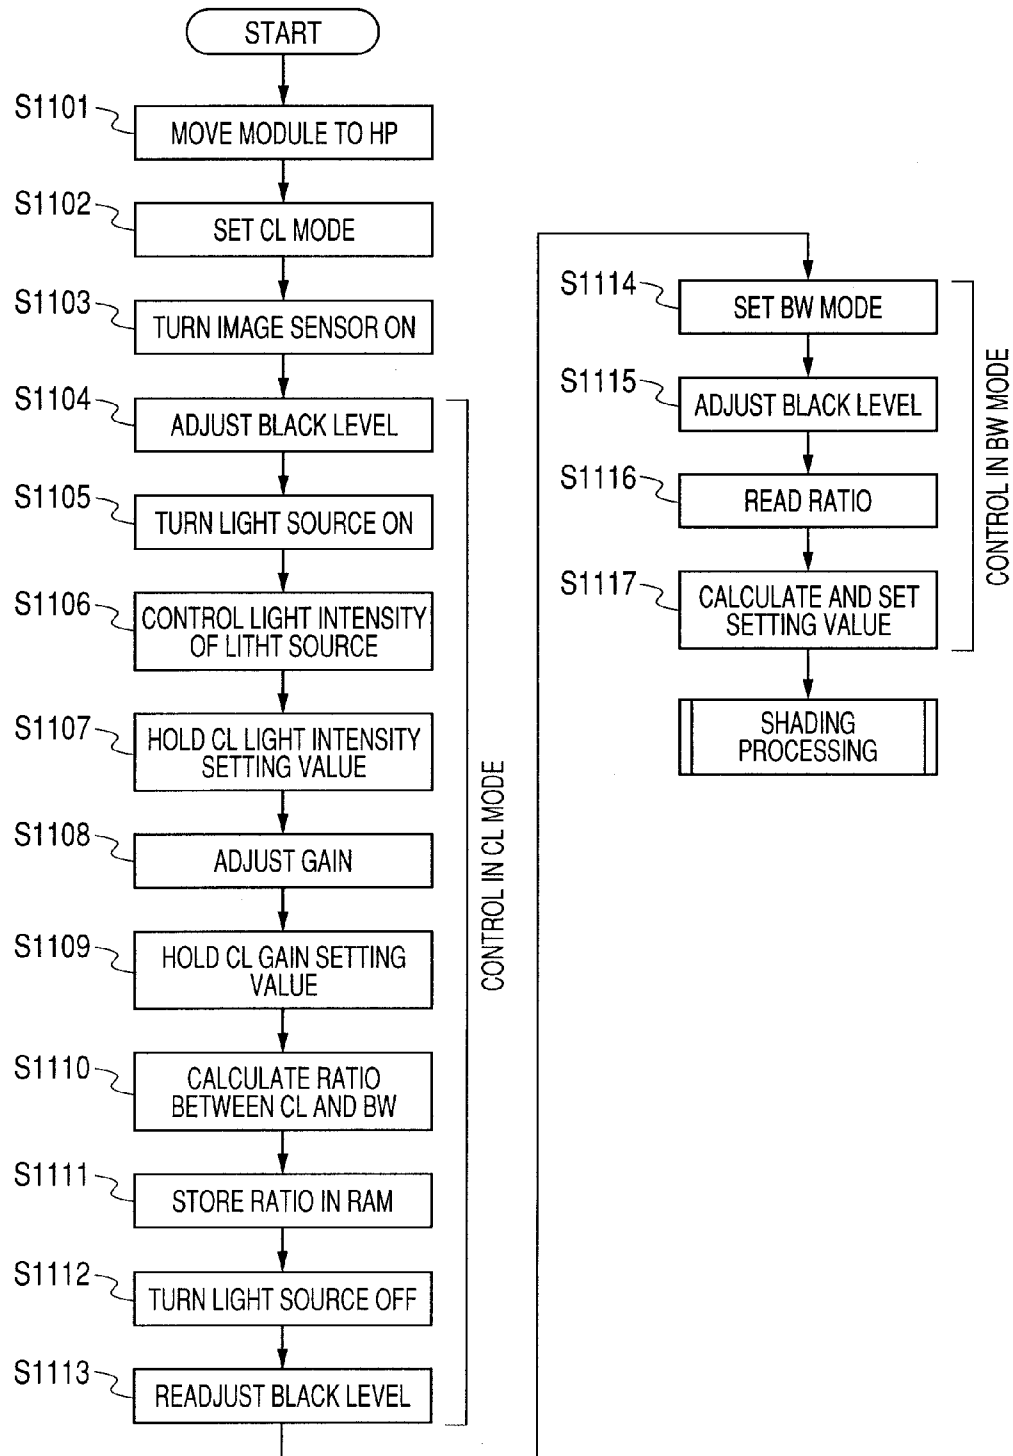 START
S1101
MOVE MODULE TO HP
S1102
SET CL MODE
S1103
TURN IMAGE SENSOR ON
S1104
ADJUST BLACK LEVEL
S1105
TURN LIGHT SOURCE ON
S1106
CONTROL LIGHT INTENSITY
OF LITHT SOURCE
S1107
HOLD CL LIGHT INTENSITY
SETTING VALUE
S1108
ADJUST GAIN
S1109
HOLD CL GAIN SETTING
VALUE
S1110
CALCULATE RATIO
BETWEEN CL AND BW
S1111
STORE RATIO IN RAM
S1112
TURN LIGHT SOURCE OFF
S1113
READJUST BLACK LEVEL
CONTROL IN CL MODE
S1114
SET BW MODE
S1115
ADJUST BLACK LEVEL
S1116
READ RATIO
S1117
CALCULATE AND SET
SETTING VALUE
SHADING
PROCESSING
CONTROL IN BW MODE